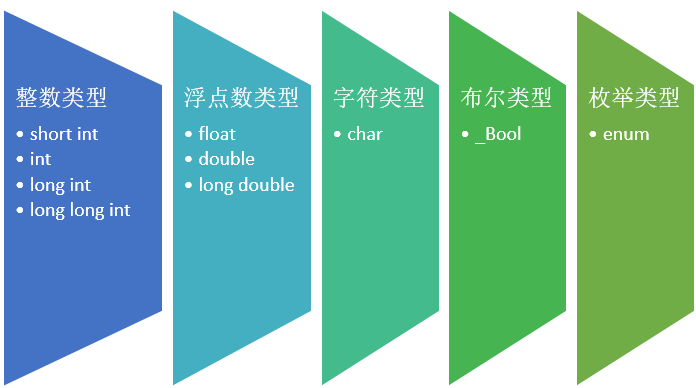 整数类型
• short int
• int
• long int
• long long int
浮点数类型
• float
• double
• long double
字符类型
• char
布尔类型
• _Bool
枚举类型
• enum